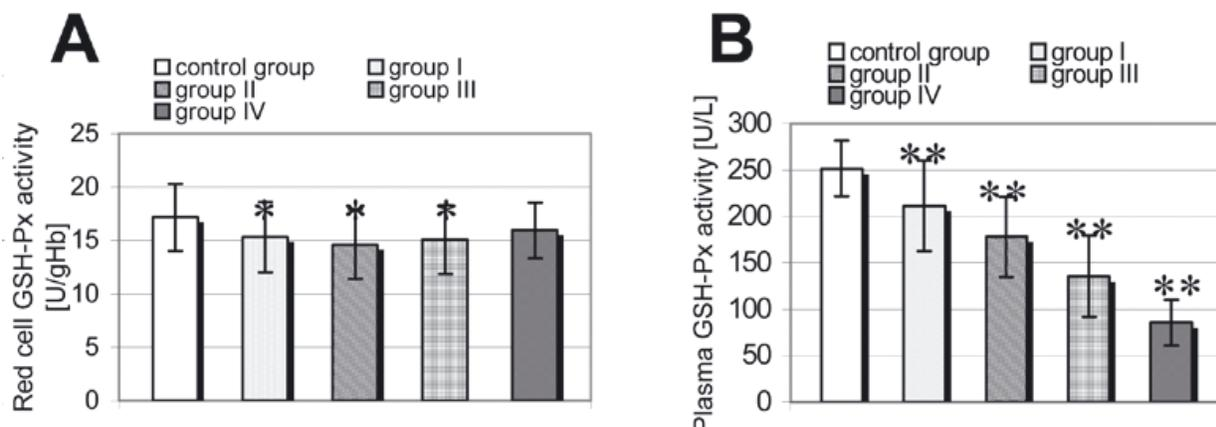 A
control group group I
group II group III
group IV
Red cell GSH-Px activity
[U/gHb]
25
20
15
10
5
0
* * *
B
control group group I
group II group III
group IV
Plasma GSH-Px activity [U/L]
300
250
200
150
100
50
0
**
**
**
**